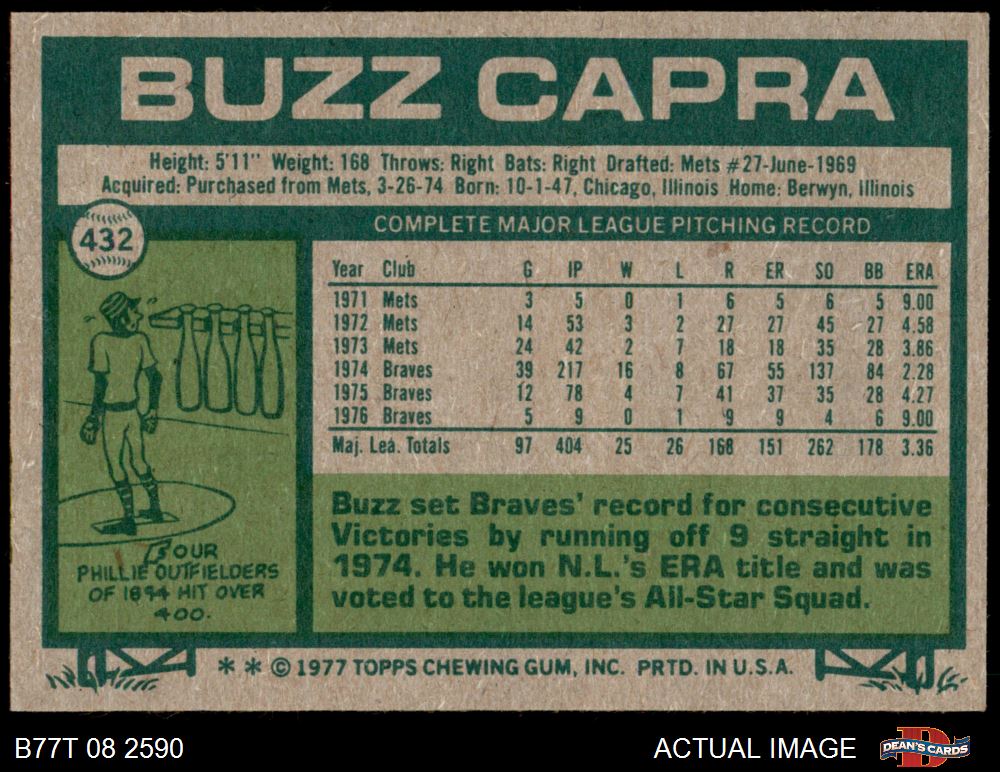 BUZZ CAPRA
Height: 5'11" Weight: 168 Throws: Right Bats: Right Drafted: Mets #27-June-1969
Acquired: Purchased from Mets, 3-26-74 Born: 10-1-47, Chicago, Illinois Home: Berwyn, Illinois
432
COMPLETE MAJOR LEAGUE PITCHING RECORD
Year Club G IP W L R ER SO BB ERA
1971 Mets 3 5 0 1 6 5 6 5 9.00
1972 Mets 14 53 3 2 27 27 45 27 4.58
1973 Mets 24 42 2 7 18 18 35 28 3.86
1974 Braves 39 217 16 8 67 55 137 84 2.28
1975 Braves 12 78 4 7 41 37 35 28 4.27
1976 Braves 5 9 0 1 9 9 4 6 9.00
Maj. Lea. Totals 97 404 25 26 168 151 262 178 3.36
FOUR
PHILLIE OUTFIELDERS
OF 1894 HIT OVER
400.
Buzz set Braves' record for consecutive
Victories by running off 9 straight in
1974. He won N.L.'s ERA title and was
voted to the league's All-Star Squad.
* * © 1977 TOPPS CHEWING GUM, INC. PRTD. IN U.S.A.
B77T 08 2590
ACTUAL IMAGE
D
DEAN'S CARDS